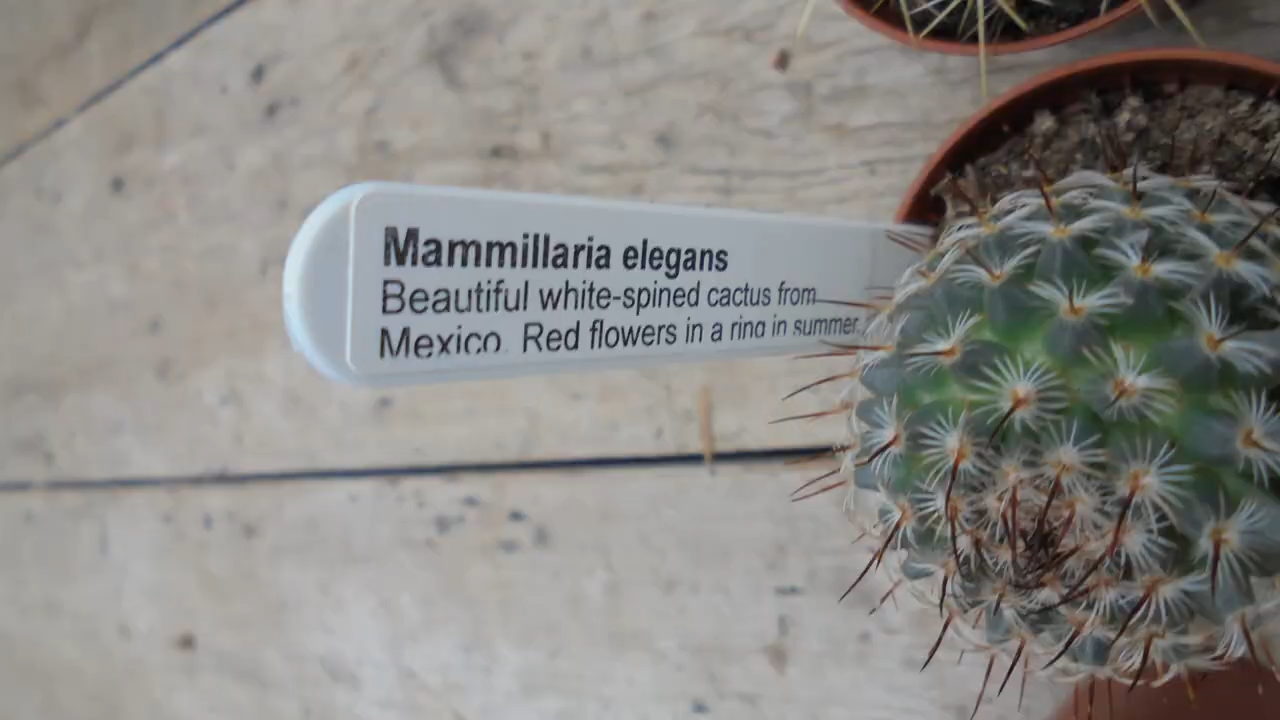 Mammillaria elegans
Beautiful white-spined cactus from
Mexico. Red flowers in a ring in summer.